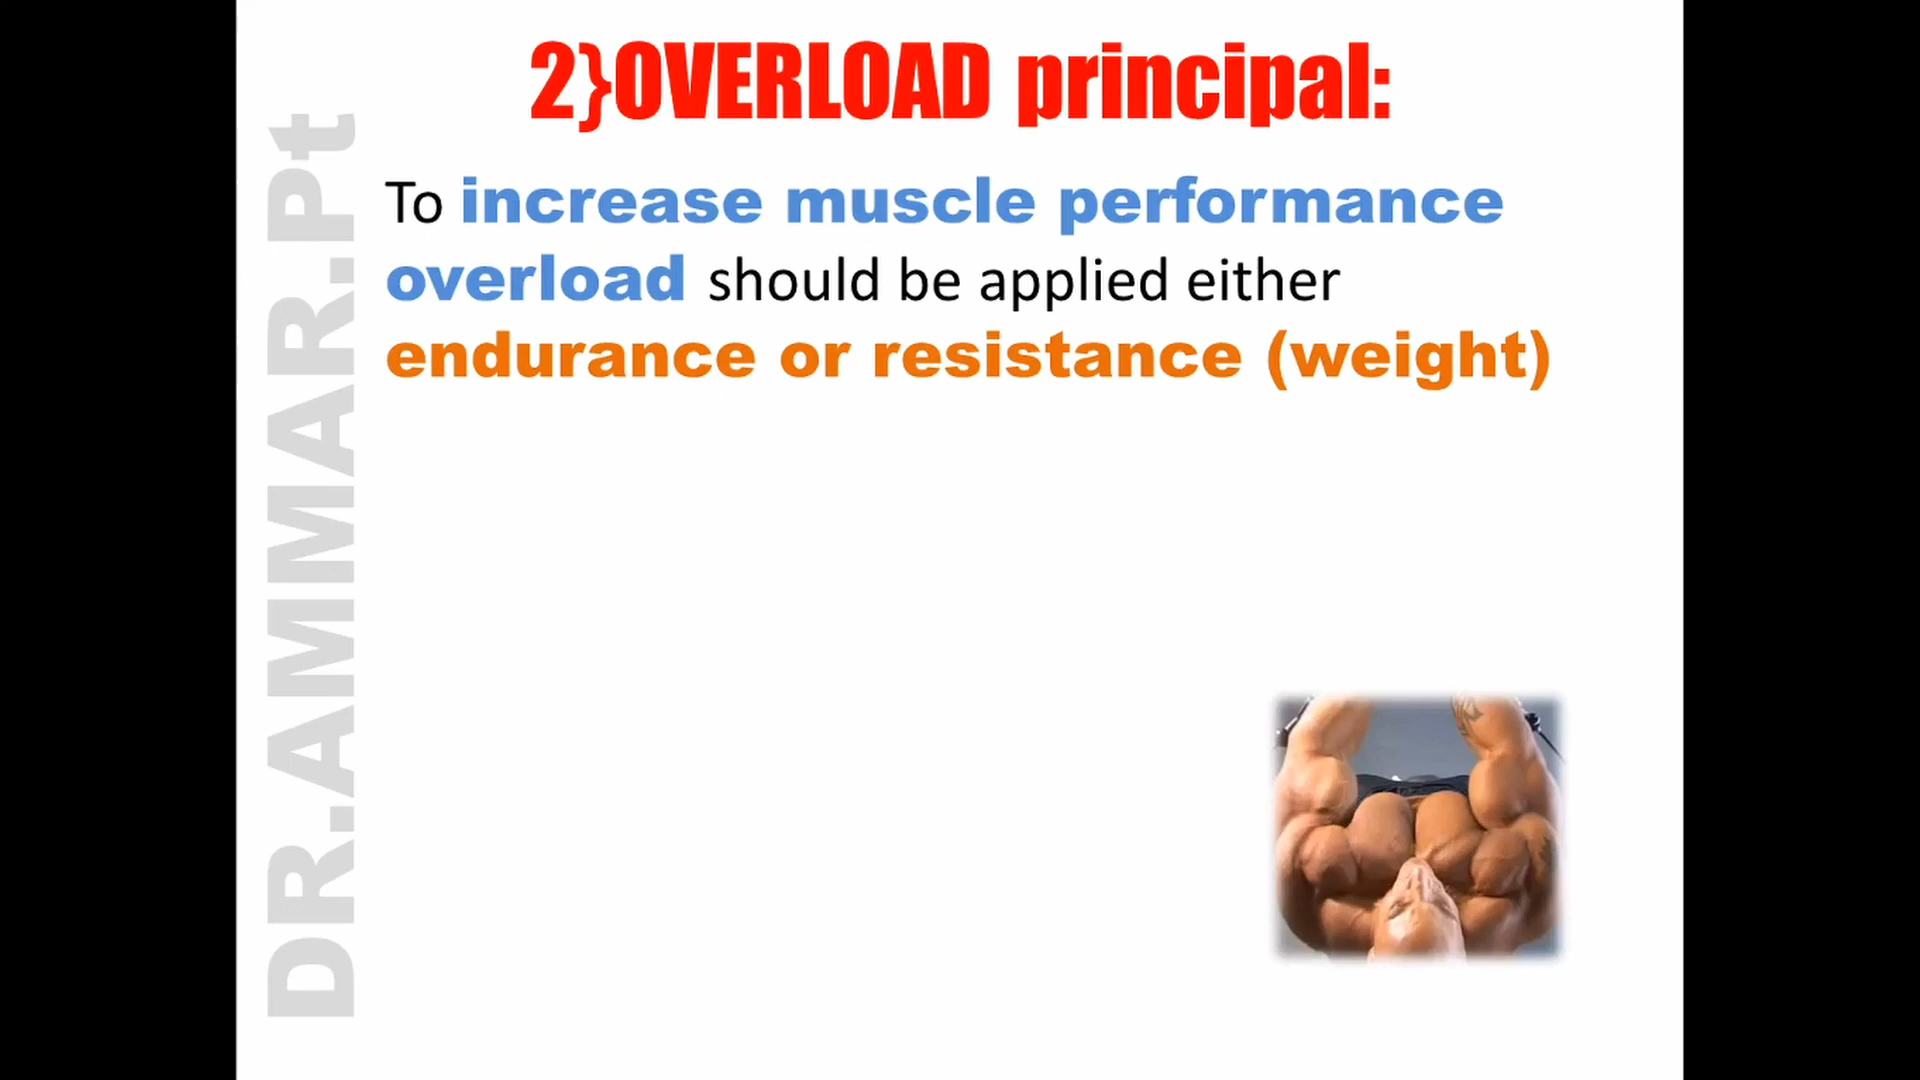 2}OVERLOAD principal:
To increase muscle performance
overload should be applied either
endurance or resistance (weight)
DR.AMMAR.Pt